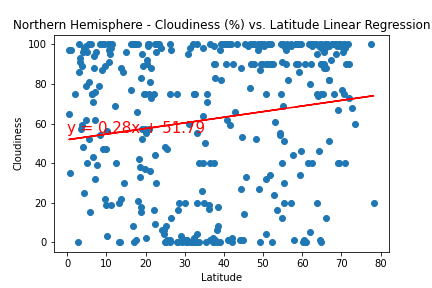 Northern Hemisphere - Cloudiness (%) vs. Latitude Linear Regression
100
80
60
40
20
0
Cloudiness
y = 0.28x + 51.79
0 10 20 30 40 50 60 70 80
Latitude